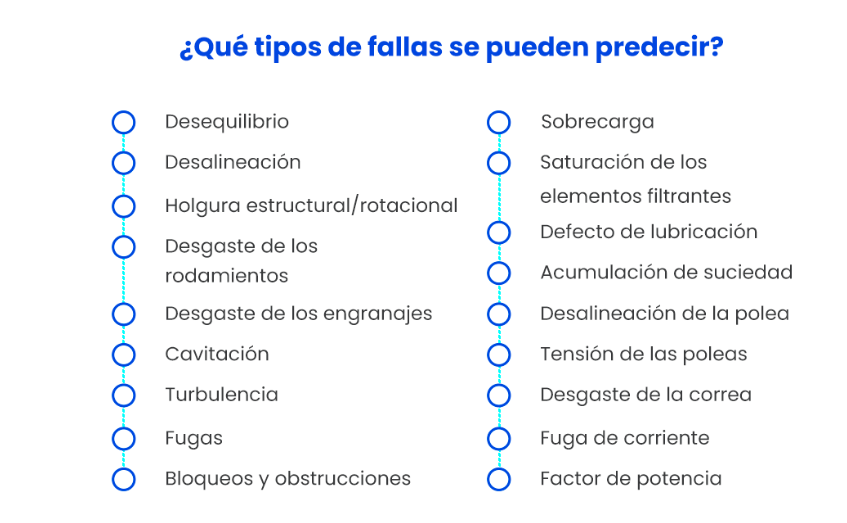 ¿Qué tipos de fallas se pueden predecir?
Desequilibrio
Desalineación
Holgura estructural/rotacional
Desgaste de los
rodamientos
Desgaste de los engranajes
Cavitación
Turbulencia
Fugas
Bloqueos y obstrucciones
Sobrecarga
Saturación de los
elementos filtrantes
Defecto de lubricación
Acumulación de suciedad
Desalineación de la polea
Tensión de las poleas
Desgaste de la correa
Fuga de corriente
Factor de potencia